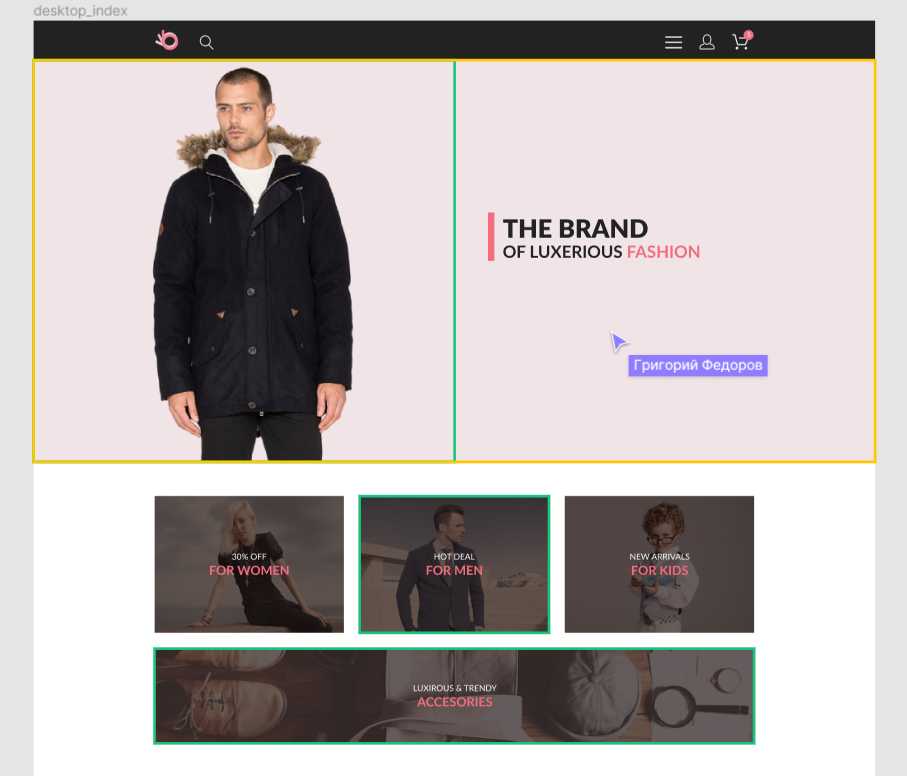 desktop_index
1
THE BRAND
OF LUXERIOUS FASHION
Григорий Федоров
30% OFF
FOR WOMEN
HOT DEAL
FOR MEN
NEW ARRIVALS
FOR KIDS
LUXIROUS & TRENDY
ACCESORIES